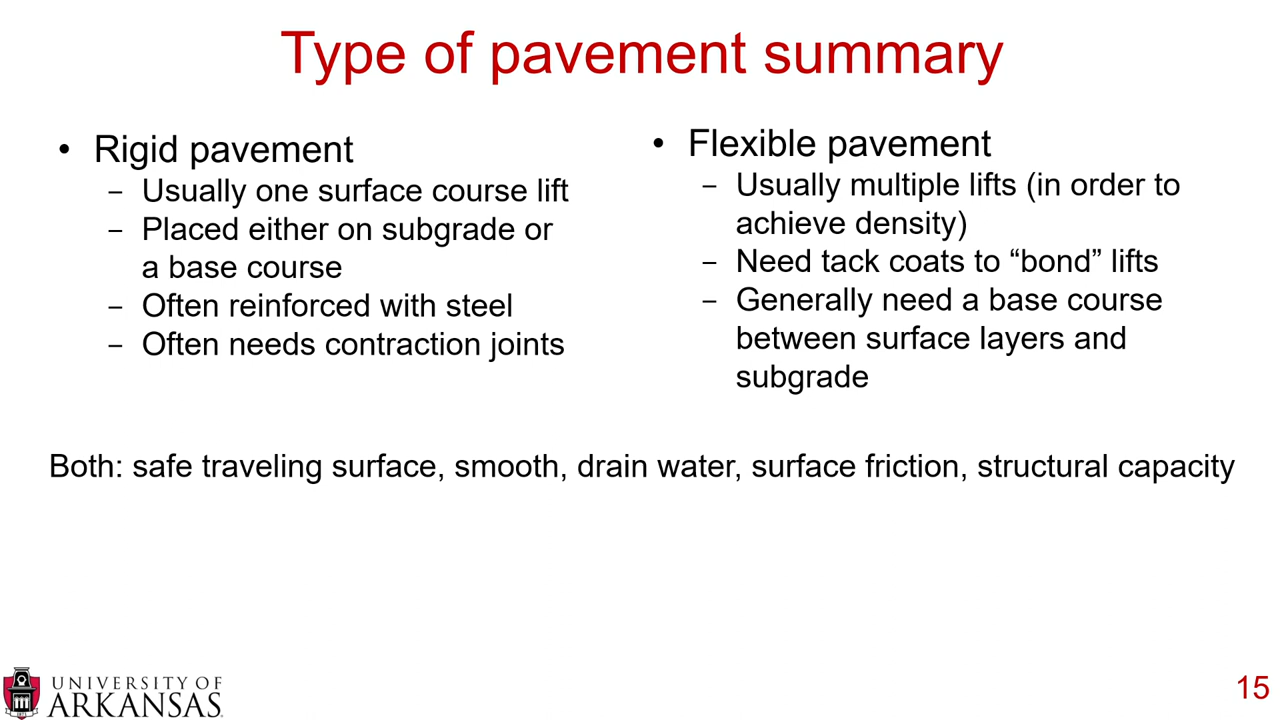 Type of pavement summary
• Rigid pavement
– Usually one surface course lift
– Placed either on subgrade or
a base course
– Often reinforced with steel
– Often needs contraction joints
• Flexible pavement
– Usually multiple lifts (in order to
achieve density)
– Need tack coats to “bond” lifts
– Generally need a base course
between surface layers and
subgrade
Both: safe traveling surface, smooth, drain water, surface friction, structural capacity
UNIVERSITY OF
ARKANSAS
15